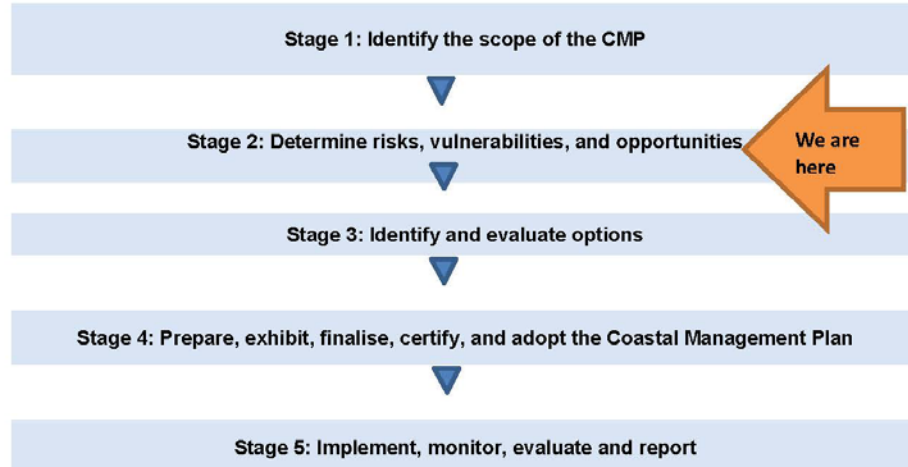 Stage 1: Identify the scope of the CMP
Stage 2: Determine risks, vulnerabilities, and opportunities
We are
here
Stage 3: Identify and evaluate options
Stage 4: Prepare, exhibit, finalise, certify, and adopt the Coastal Management Plan
Stage 5: Implement, monitor, evaluate and report